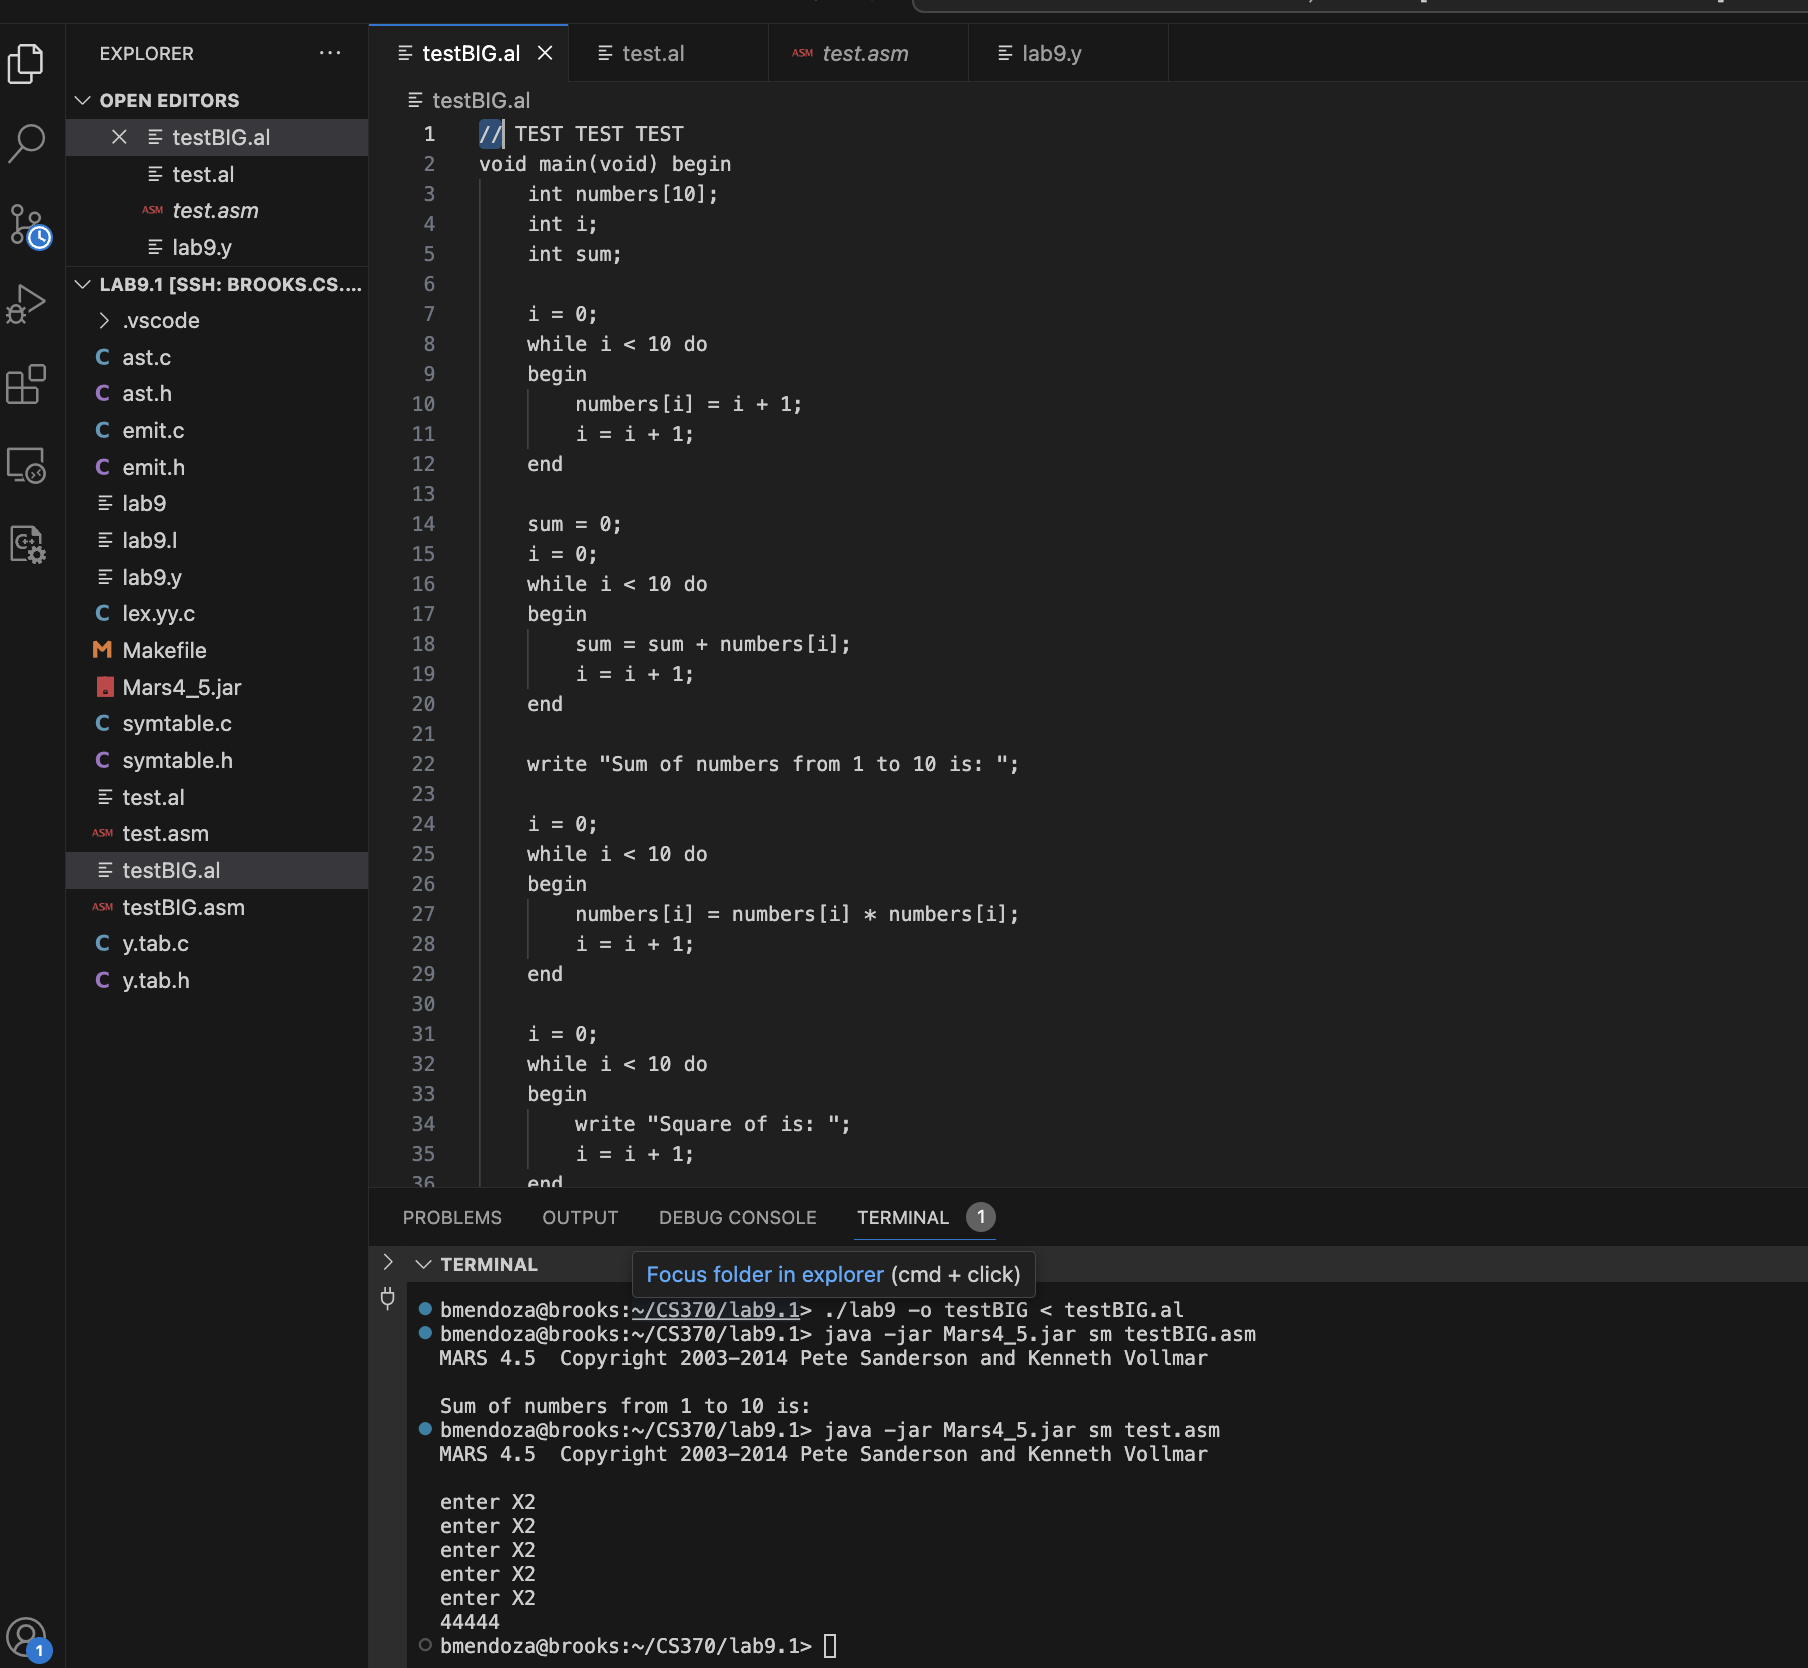 EXPLORER
OPEN EDITORS
testBIG.al
test.al
ASM test.asm
lab9.y
LAB9.1 [SSH: BROOKS.CS....
.vscode
C ast.c
C ast.h
C emit.c
C emit.h
lab9
lab9.l
lab9.y
C lex.yy.c
M Makefile
Mars4_5.jar
C symtable.c
C symtable.h
test.al
ASM test.asm
testBIG.al
ASM testBIG.asm
C y.tab.c
C y.tab.h
1
testBIG.al
test.al
ASM test.asm
lab9.y
testBIG.al
1 // TEST TEST TEST
2 void main(void) begin
3 int numbers[10];
4 int i;
5 int sum;
6
7 i = 0;
8 while i < 10 do
9 begin
10 numbers[i] = i + 1;
11 i = i + 1;
12 end
13
14 sum = 0;
15 i = 0;
16 while i < 10 do
17 begin
18 sum = sum + numbers[i];
19 i = i + 1;
20 end
21
22 write "Sum of numbers from 1 to 10 is: ";
23
24 i = 0;
25 while i < 10 do
26 begin
27 numbers[i] = numbers[i] * numbers[i];
28 i = i + 1;
29 end
30
31 i = 0;
32 while i < 10 do
33 begin
34 write "Square of is: ";
35 i = i + 1;
36 end
PROBLEMS OUTPUT DEBUG CONSOLE TERMINAL 1
TERMINAL
Focus folder in explorer (cmd + click)
bmendoza@brooks:~/CS370/lab9.1> ./lab9 -o testBIG < testBIG.al
bmendoza@brooks:~/CS370/lab9.1> java -jar Mars4_5.jar sm testBIG.asm
MARS 4.5  Copyright 2003-2014 Pete Sanderson and Kenneth Vollmar
Sum of numbers from 1 to 10 is:
bmendoza@brooks:~/CS370/lab9.1> java -jar Mars4_5.jar sm test.asm
MARS 4.5  Copyright 2003-2014 Pete Sanderson and Kenneth Vollmar
enter X2
enter X2
enter X2
enter X2
enter X2
44444
bmendoza@brooks:~/CS370/lab9.1>